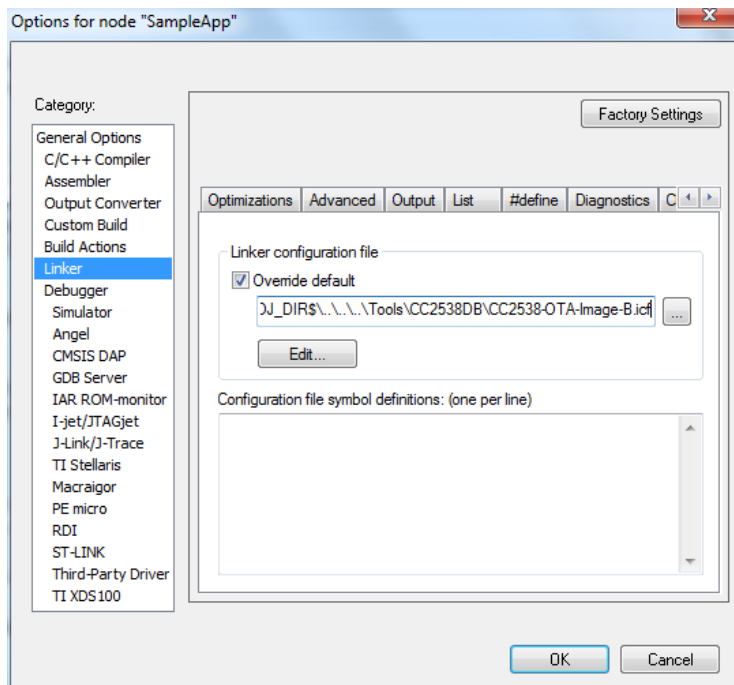 Options for node "SampleApp"
Category:
General Options
C/C++ Compiler
Assembler
Output Converter
Custom Build
Build Actions
Linker
Debugger
Simulator
Angel
CMSIS DAP
GDB Server
IAR ROM-monitor
I-jet/JTAGjet
J-Link/J-Trace
TI Stellaris
Macraigor
PE micro
RDI
ST-LINK
Third-Party Driver
TI XDS100
Factory Settings
Optimizations Advanced Output List #define Diagnostics C
Linker configuration file
Override default
OJ_DIR$\..\..\..\Tools\CC2538DB\CC2538-OTA-Image-B.icf
...
Edit...
Configuration file symbol definitions: (one per line)
OK Cancel